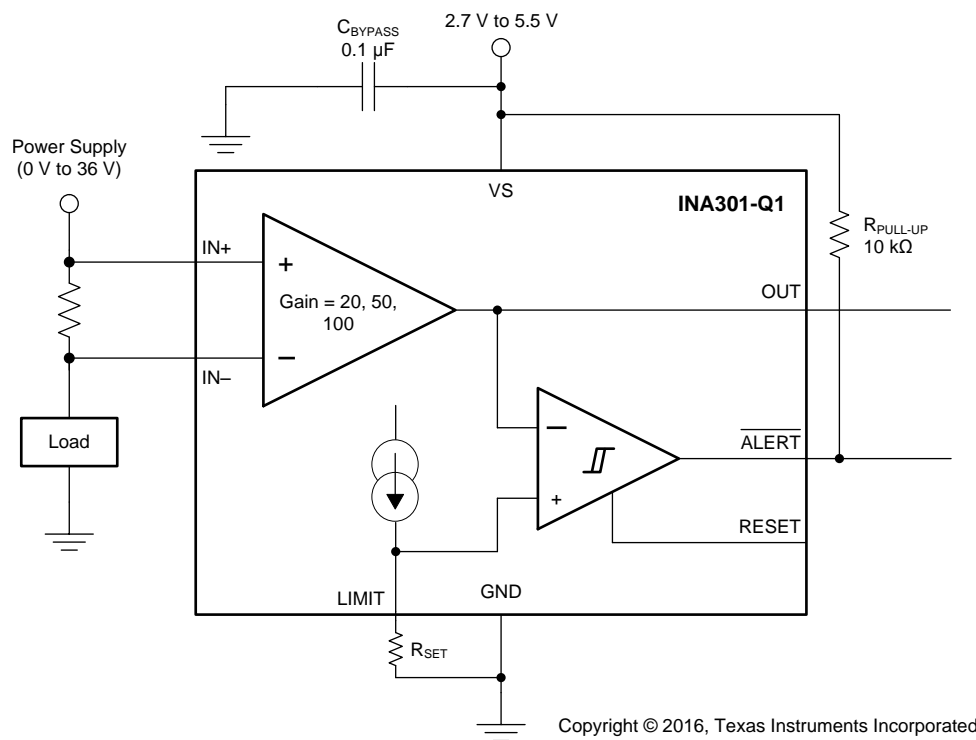 2.7 V to 5.5 V
CBYPASS
0.1 µF
Power Supply
(0 V to 36 V)
VS
INA301-Q1
RPULL-UP
10 kΩ
IN+
+
OUT
Gain = 20, 50,
100
−
IN–
Load
−
ALERT
+
RESET
LIMIT
GND
RSET
Copyright © 2016, Texas Instruments Incorporated